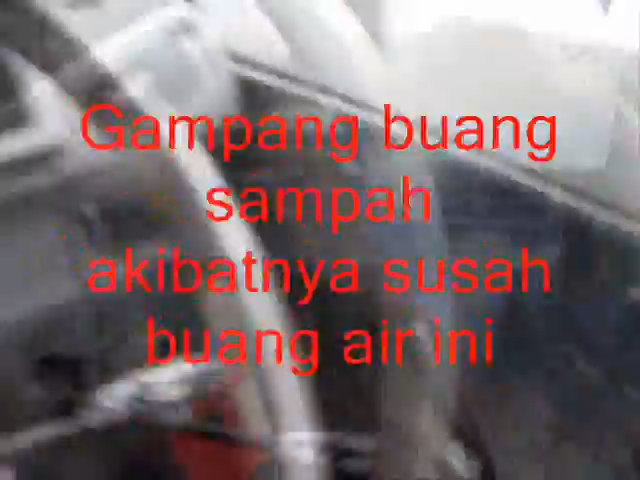 Gampang buang
sampah
akibatnya susah
buang air ini